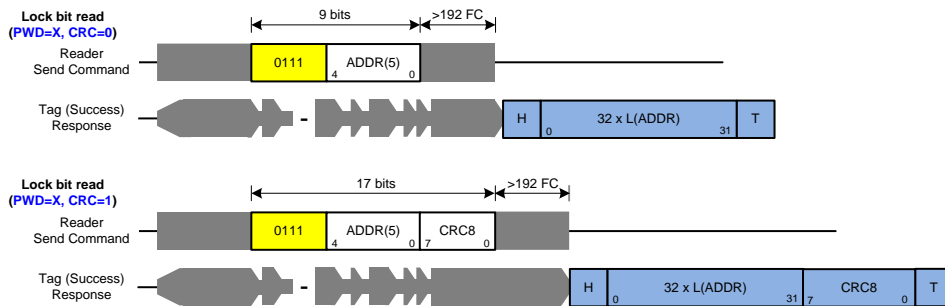 Lock bit read
(PWD=X, CRC=0)
9 bits
>192 FC
Reader
Send Command
0111
ADDR(5)
4
0
Tag (Success)
Response
-
H
32 x L(ADDR)
0
31
T
Lock bit read
(PWD=X, CRC=1)
17 bits
>192 FC
Reader
Send Command
0111
ADDR(5)
4
0
CRC8
7
0
Tag (Success)
Response
-
H
32 x L(ADDR)
0
31
CRC8
7
0
T